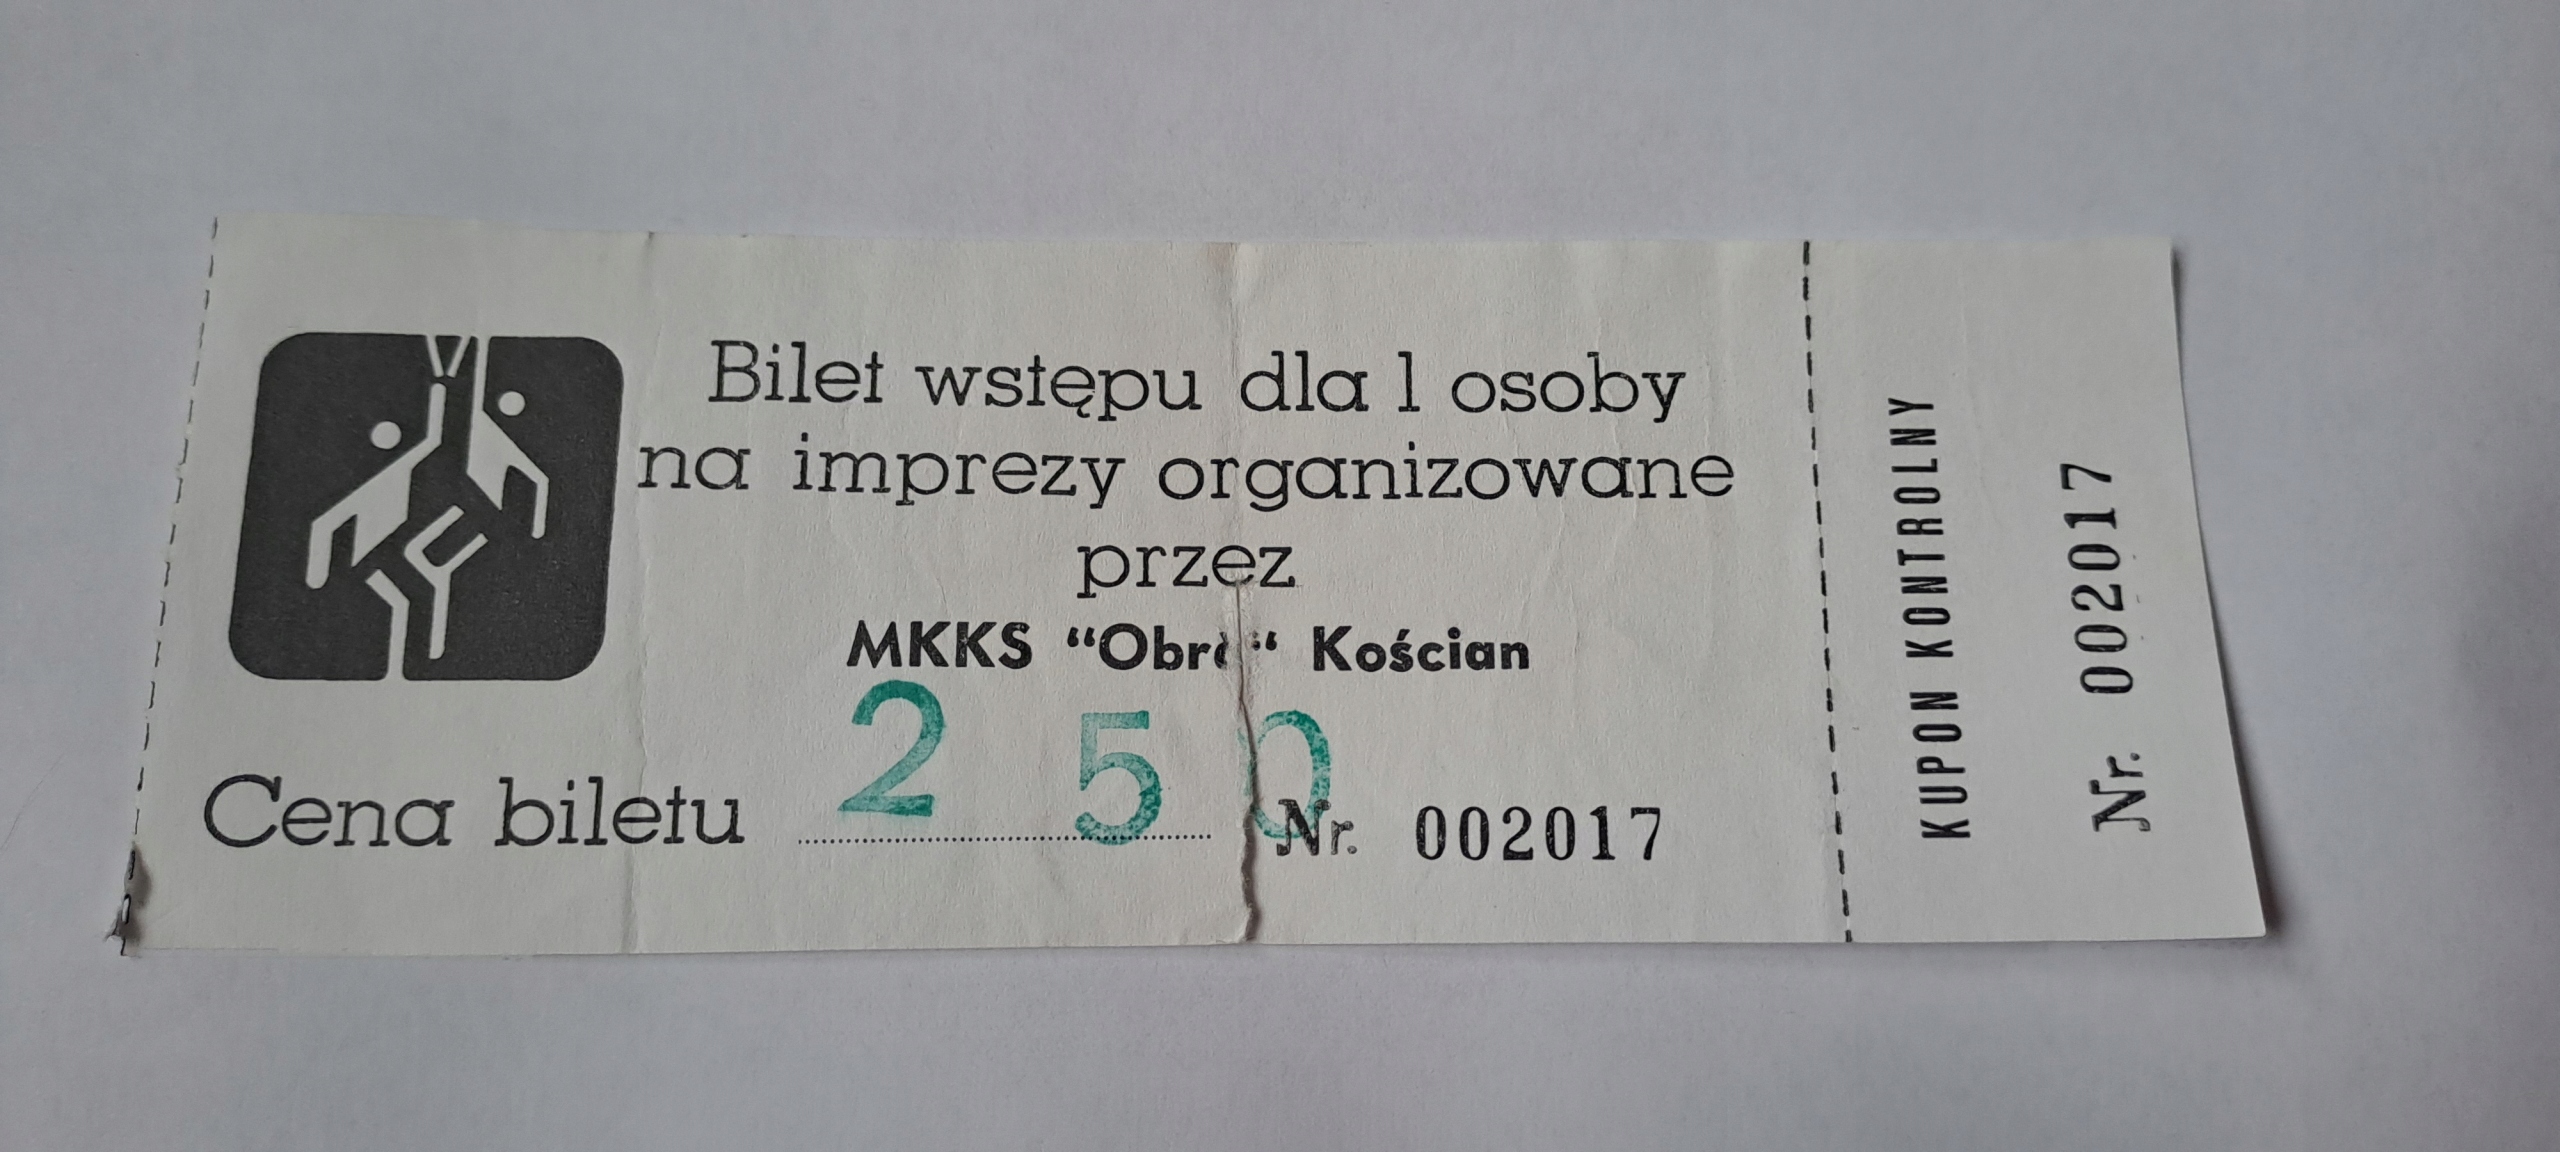 Bilet wstępu dla 1 osoby
na imprezy organizowane
przez
MKKS “Obra“ Kościan
Cena biletu 2 5 0 Nr. 002017
KUPON KONTROLNY
Nr. 002017